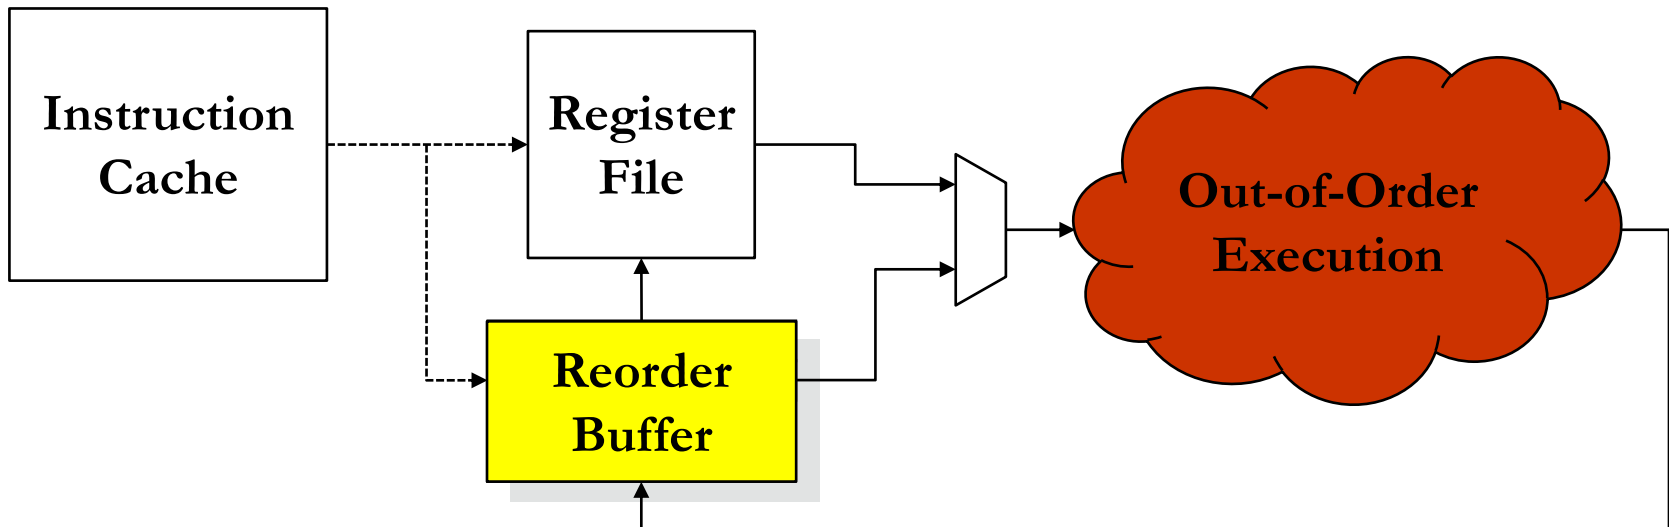 Instruction
Cache
Register
File
Out-of-Order
Execution
Reorder
Buffer